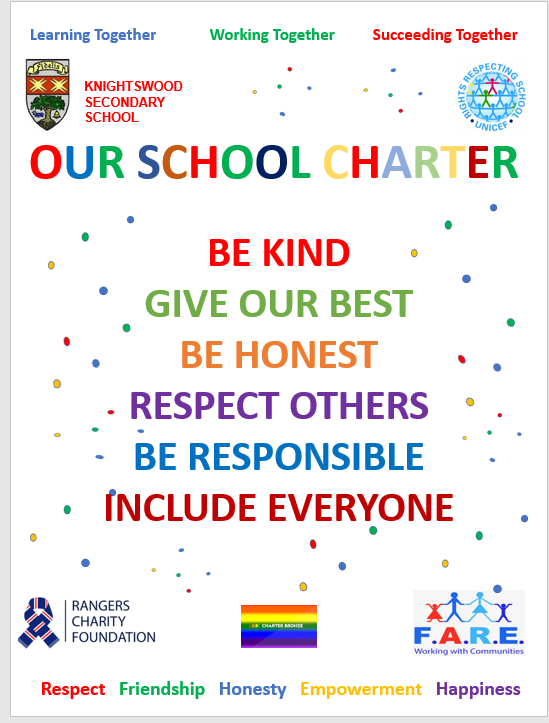 Learning Together Working Together Succeeding Together
Fidelis
KNIGHTSWOOD
SECONDARY
SCHOOL
RIGHTS RESPECTING SCHOOL
• UNICEF •
OUR SCHOOL CHARTER
BE KIND
GIVE OUR BEST
BE HONEST
RESPECT OTHERS
BE RESPONSIBLE
INCLUDE EVERYONE
RANGERS
CHARITY
FOUNDATION
CHARTER BRONZE
F.A.R.E.
Working with Communities
Respect Friendship Honesty Empowerment Happiness